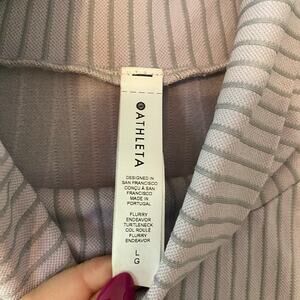 ATHLETA
DESIGNED IN
SAN FRANCISCO
CONÇU À SAN
FRANCISCO
MADE IN
PORTUGAL
FLURRY
ENDEAVOR
TURTLENECK
COL ROULÉ
FLURRY
ENDEAVOR
L
G